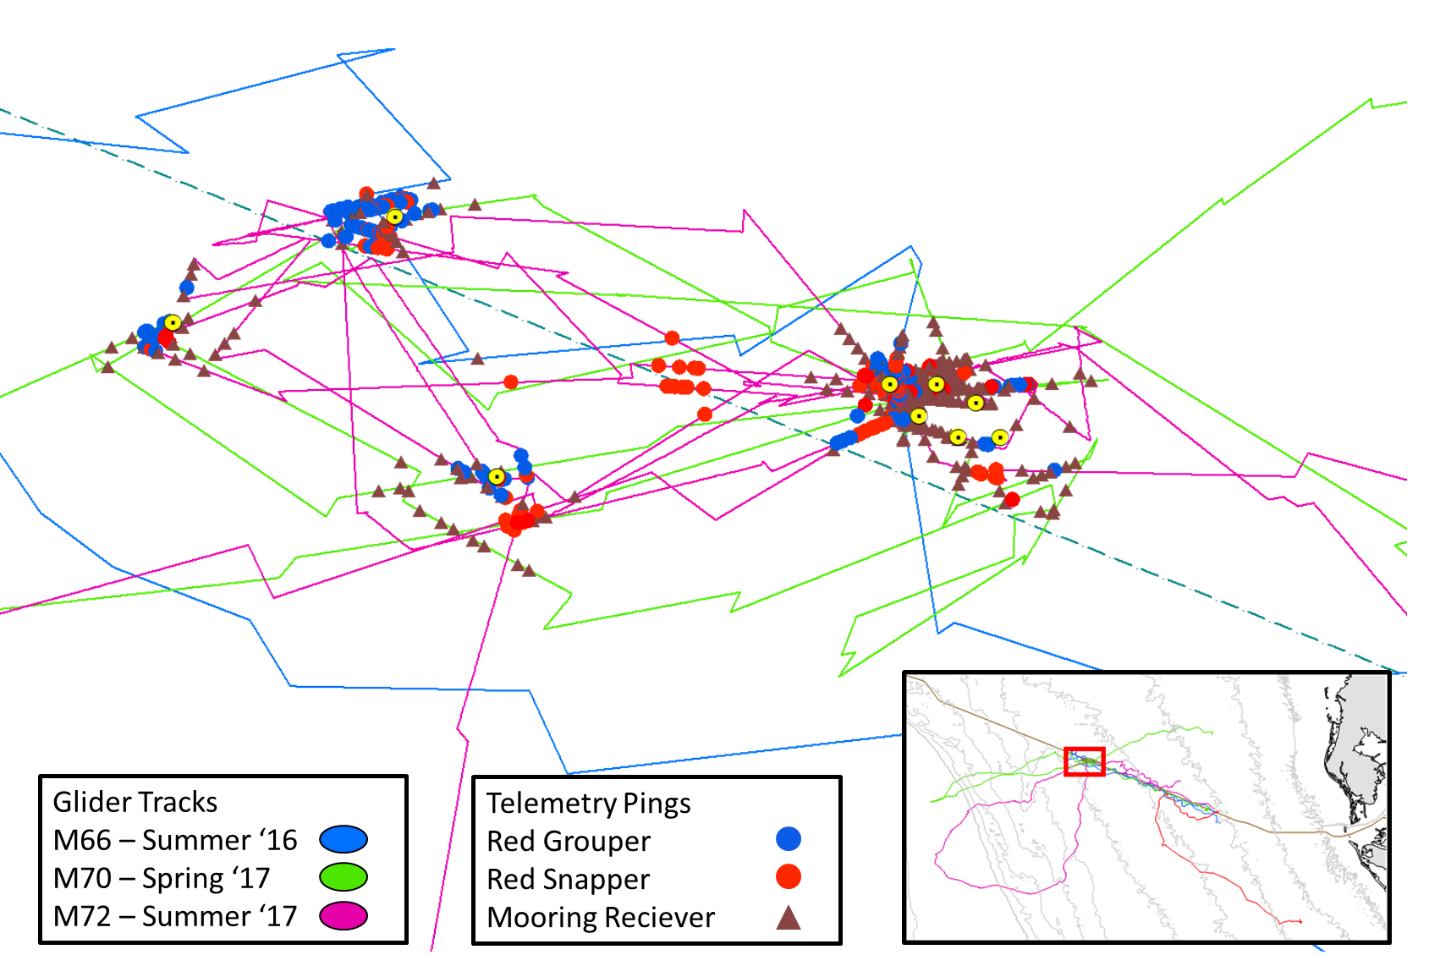 Glider Tracks
M66 – Summer ‘16
M70 – Spring ‘17
M72 – Summer ‘17
Telemetry Pings
Red Grouper
Red Snapper
Mooring Reciever